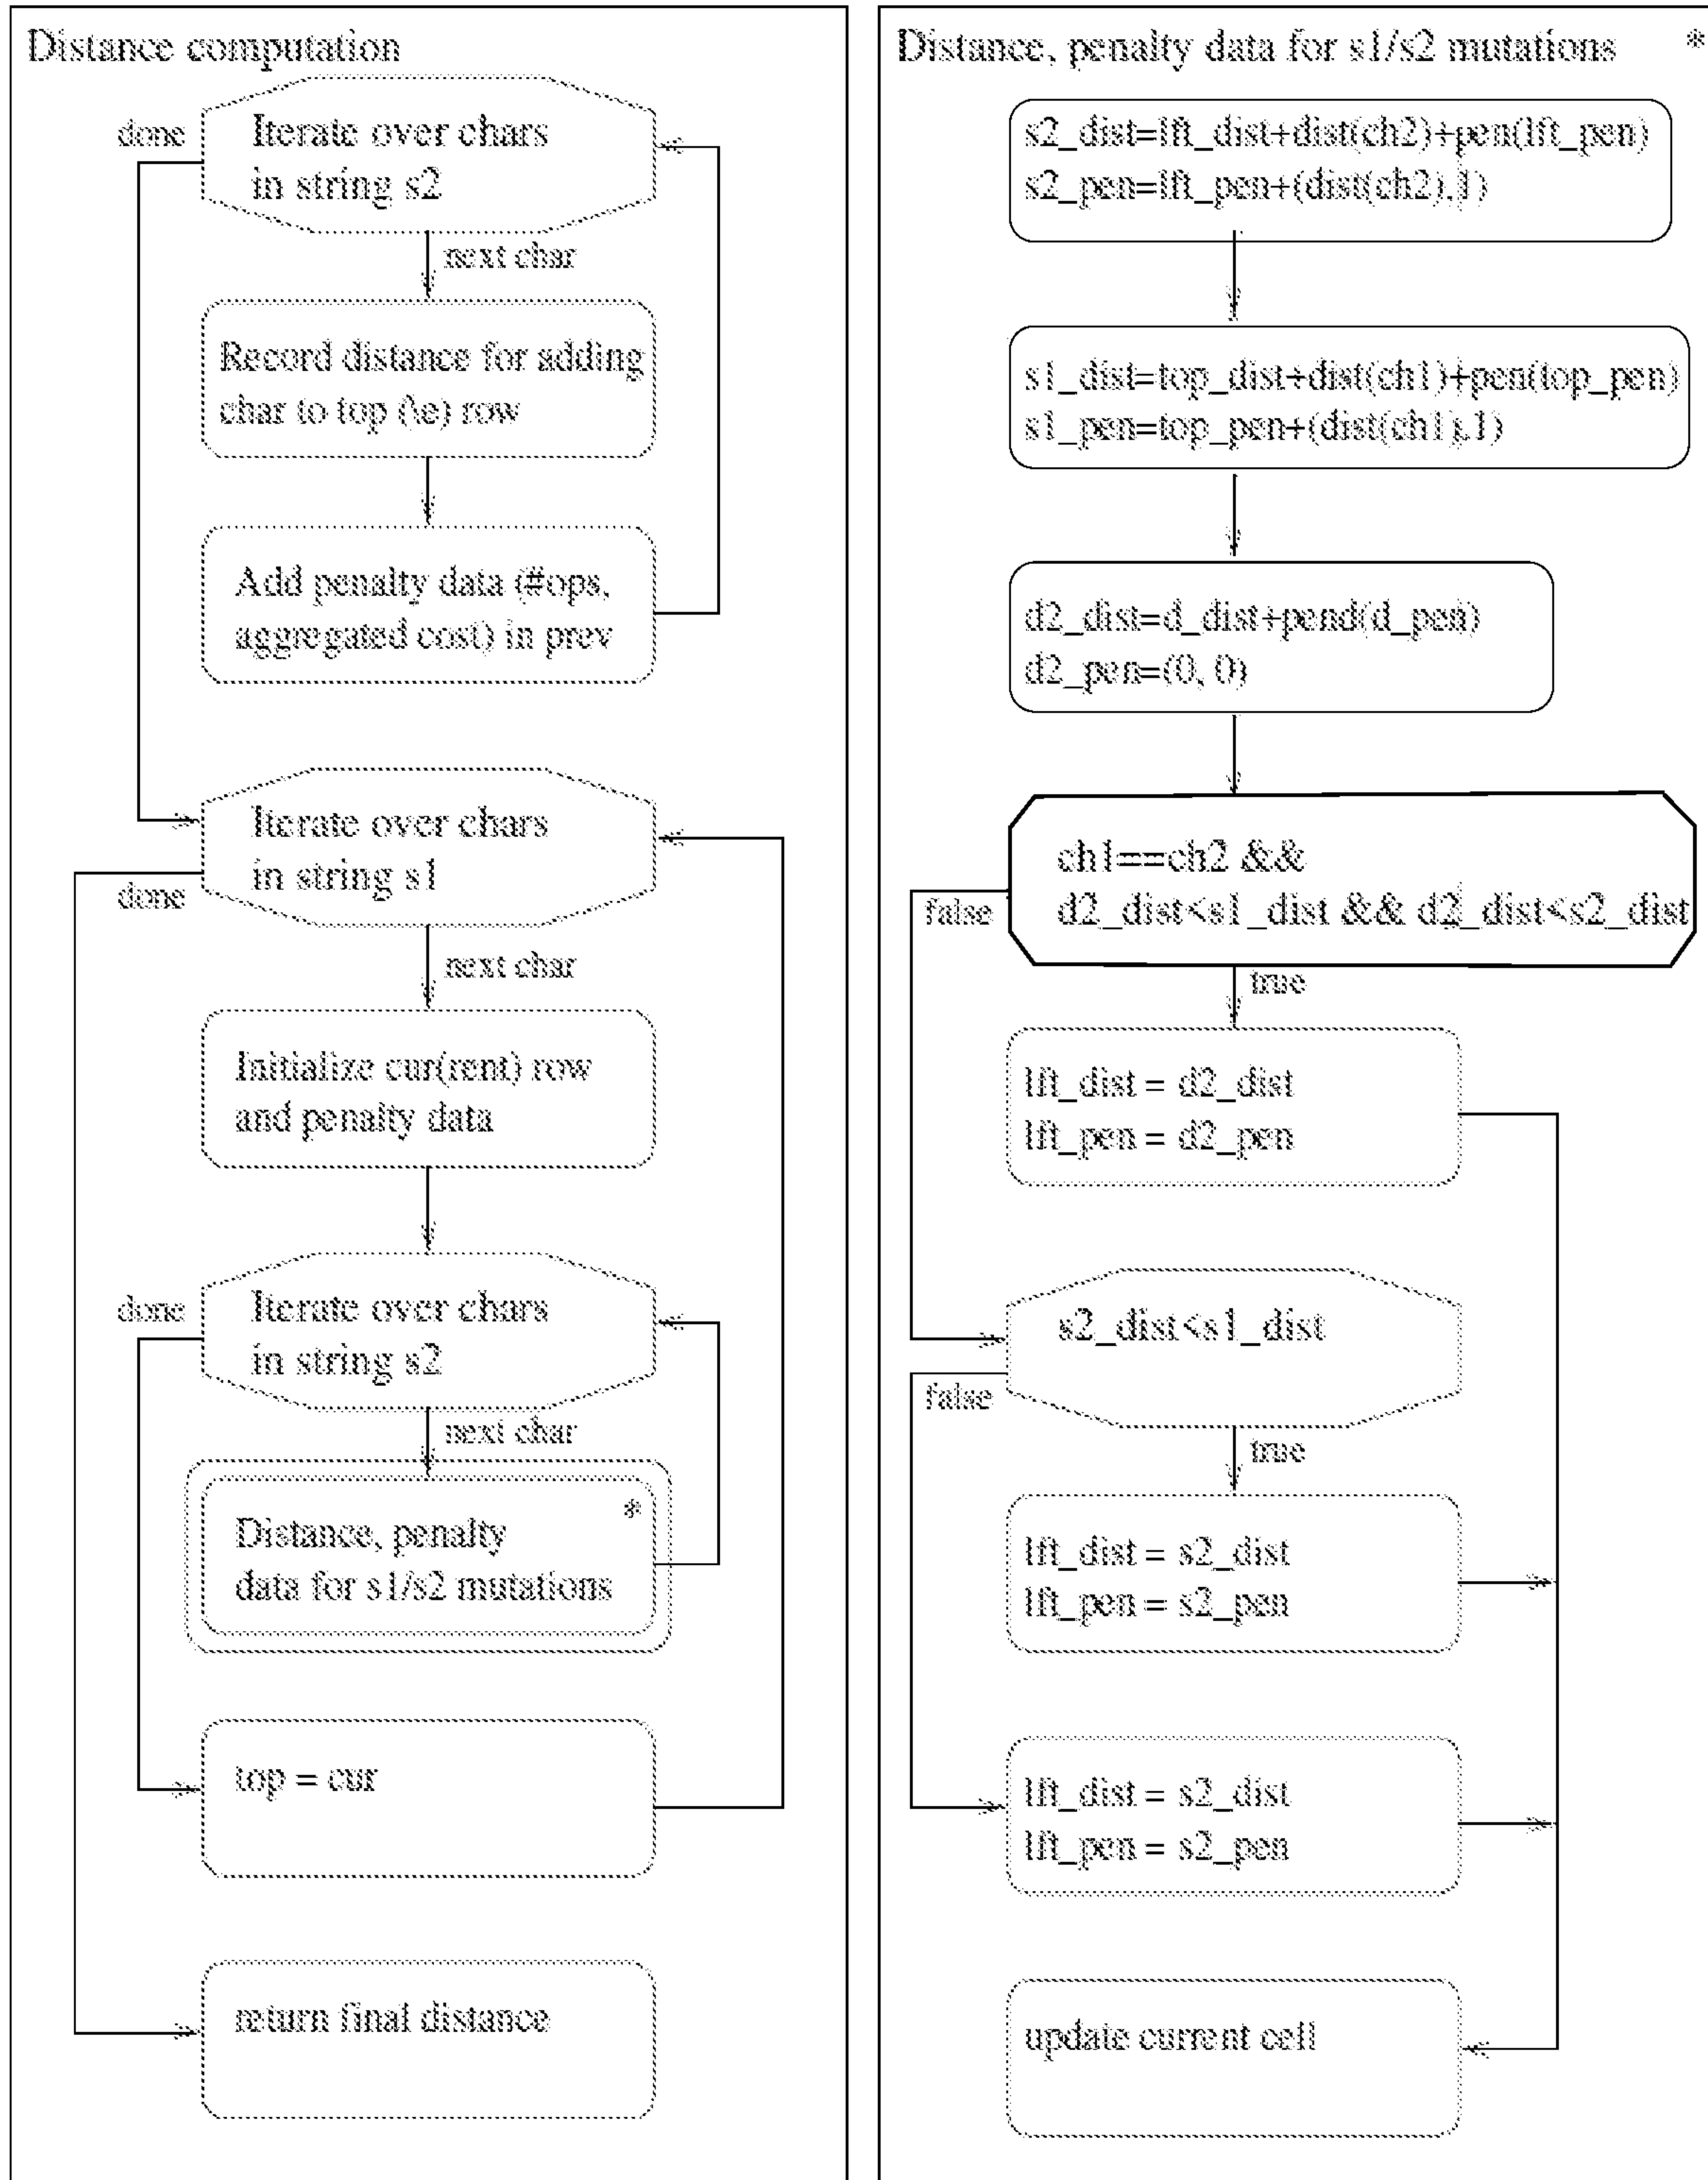 Distance computation
done
Iterate over chars
in string s2
next char
Record distance for adding
char to top (\e) row
Add penalty data (#ops,
aggregated cost) in prev
Iterate over chars
in string s1
done
next char
Initialize cur(rent) row
and penalty data
done
Iterate over chars
in string s2
next char
*
Distance, penalty
data for s1/s2 mutations
top = cur
return final distance
Distance, penalty data for s1/s2 mutations *
s2_dist=lft_dist+dist(ch2)+pen(lft_pen)
s2_pen=lft_pen+(dist(ch2),1)
s1_dist=top_dist+dist(ch1)+pen(top_pen)
s1_pen=top_pen+(dist(ch1),1)
d2_dist=d_dist+pend(d_pen)
d2_pen=(0, 0)
ch1==ch2 &&
d2_dist<s1_dist && d2_dist<s2_dist
false
true
lft_dist = d2_dist
lft_pen = d2_pen
s2_dist<s1_dist
false
true
lft_dist = s2_dist
lft_pen = s2_pen
lft_dist = s2_dist
lft_pen = s2_pen
update current cell